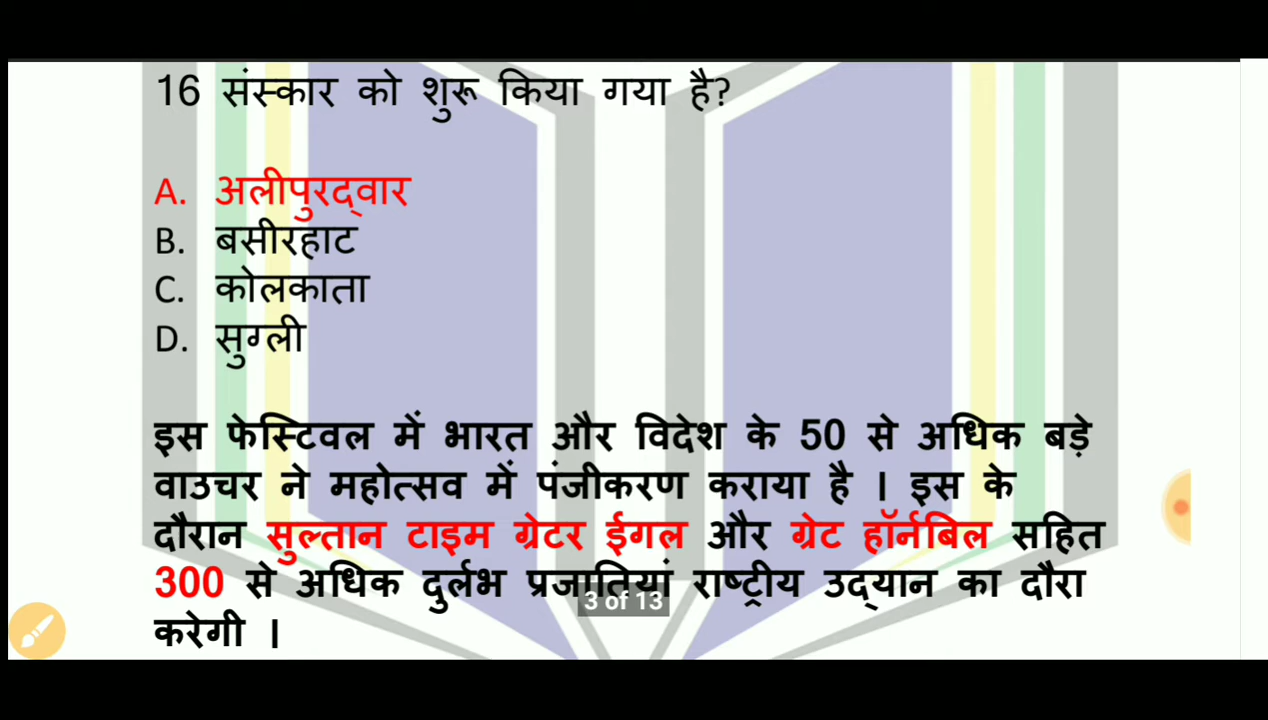 16 संस्कार को शुरू किया गया है?
A. अलीपुरद्‌वार
B. बसीरहाट
C. कोलकाता
D. सुग्ली
इस फेस्टिवल में भारत और विदेश के 50 से अधिक बड़े
वाउचर ने महोत्सव में पंजीकरण कराया है । इस के
दौरान सुल्तान टाइम ग्रेटर ईगल और ग्रेट हॉर्नबिल सहित
300 से अधिक दुर्लभ प्रजातियां राष्ट्रीय उद्‌यान का दौरा
3 of 13
करेगी ।